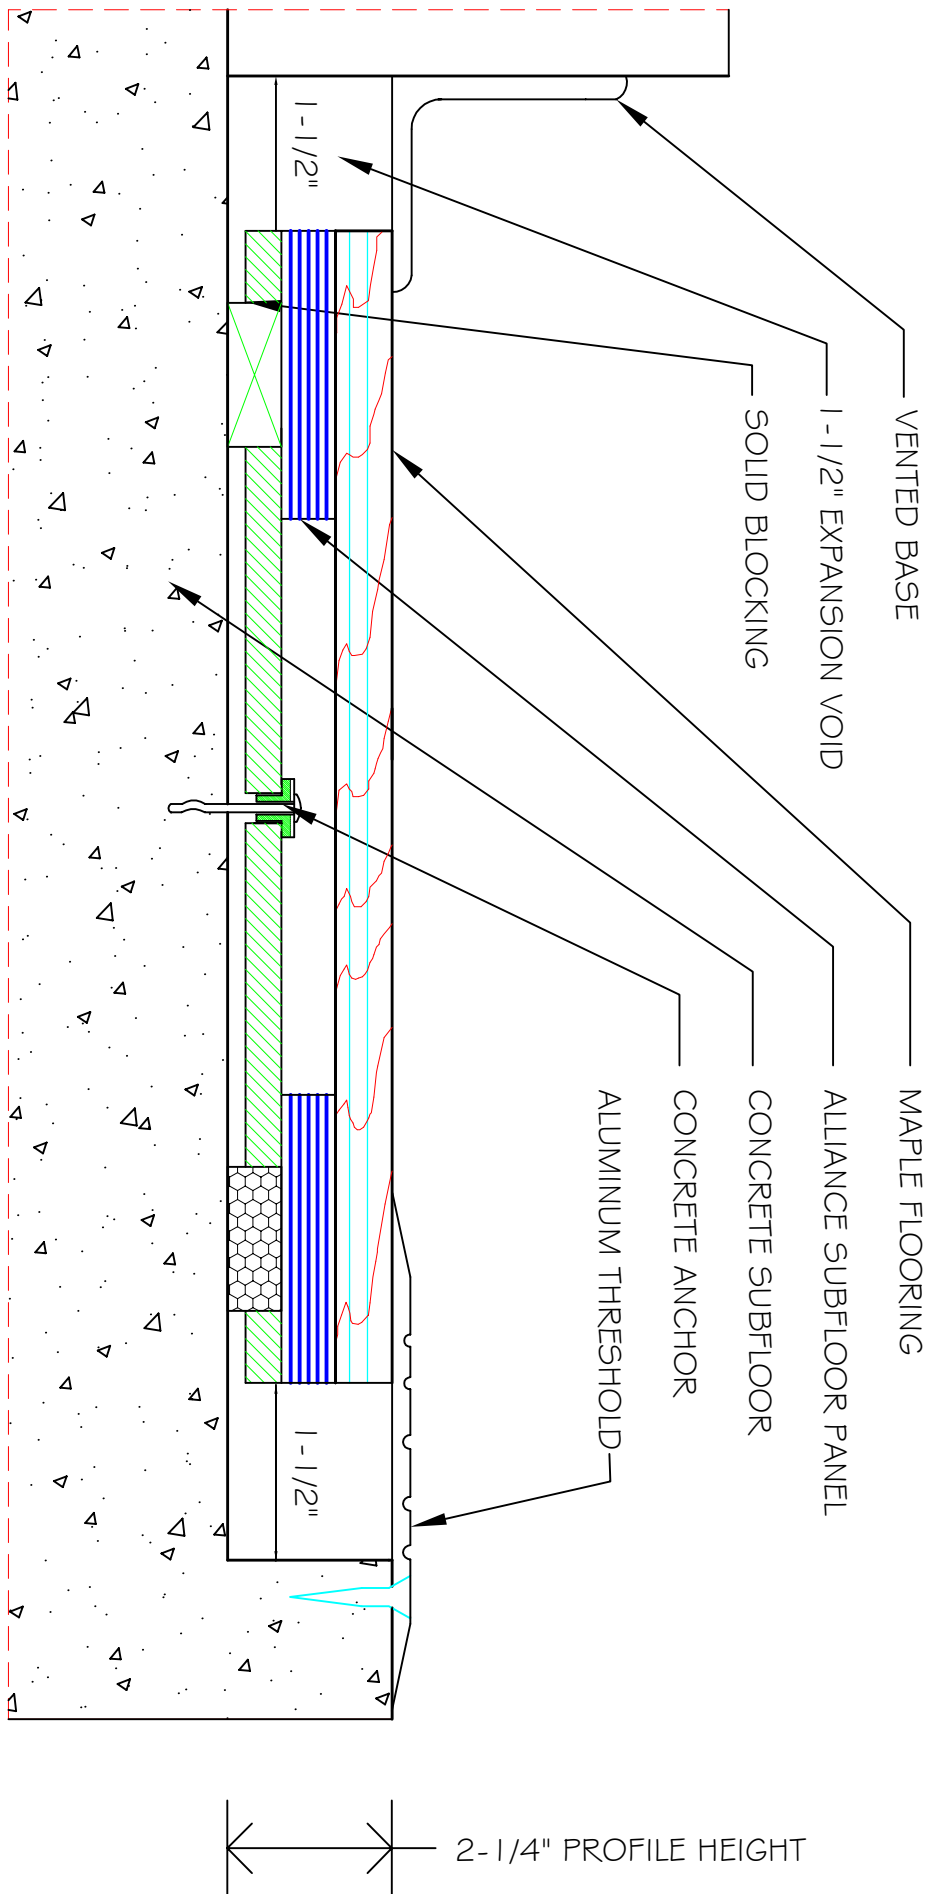 VENTED BASE
1-1/2" EXPANSION VOID
SOLID BLOCKING
MAPLE FLOORING
ALLIANCE SUBFLOOR PANEL
CONCRETE SUBFLOOR
CONCRETE ANCHOR
ALUMINUM THRESHOLD
1-1/2"
1-1/2"
2-1/4" PROFILE HEIGHT